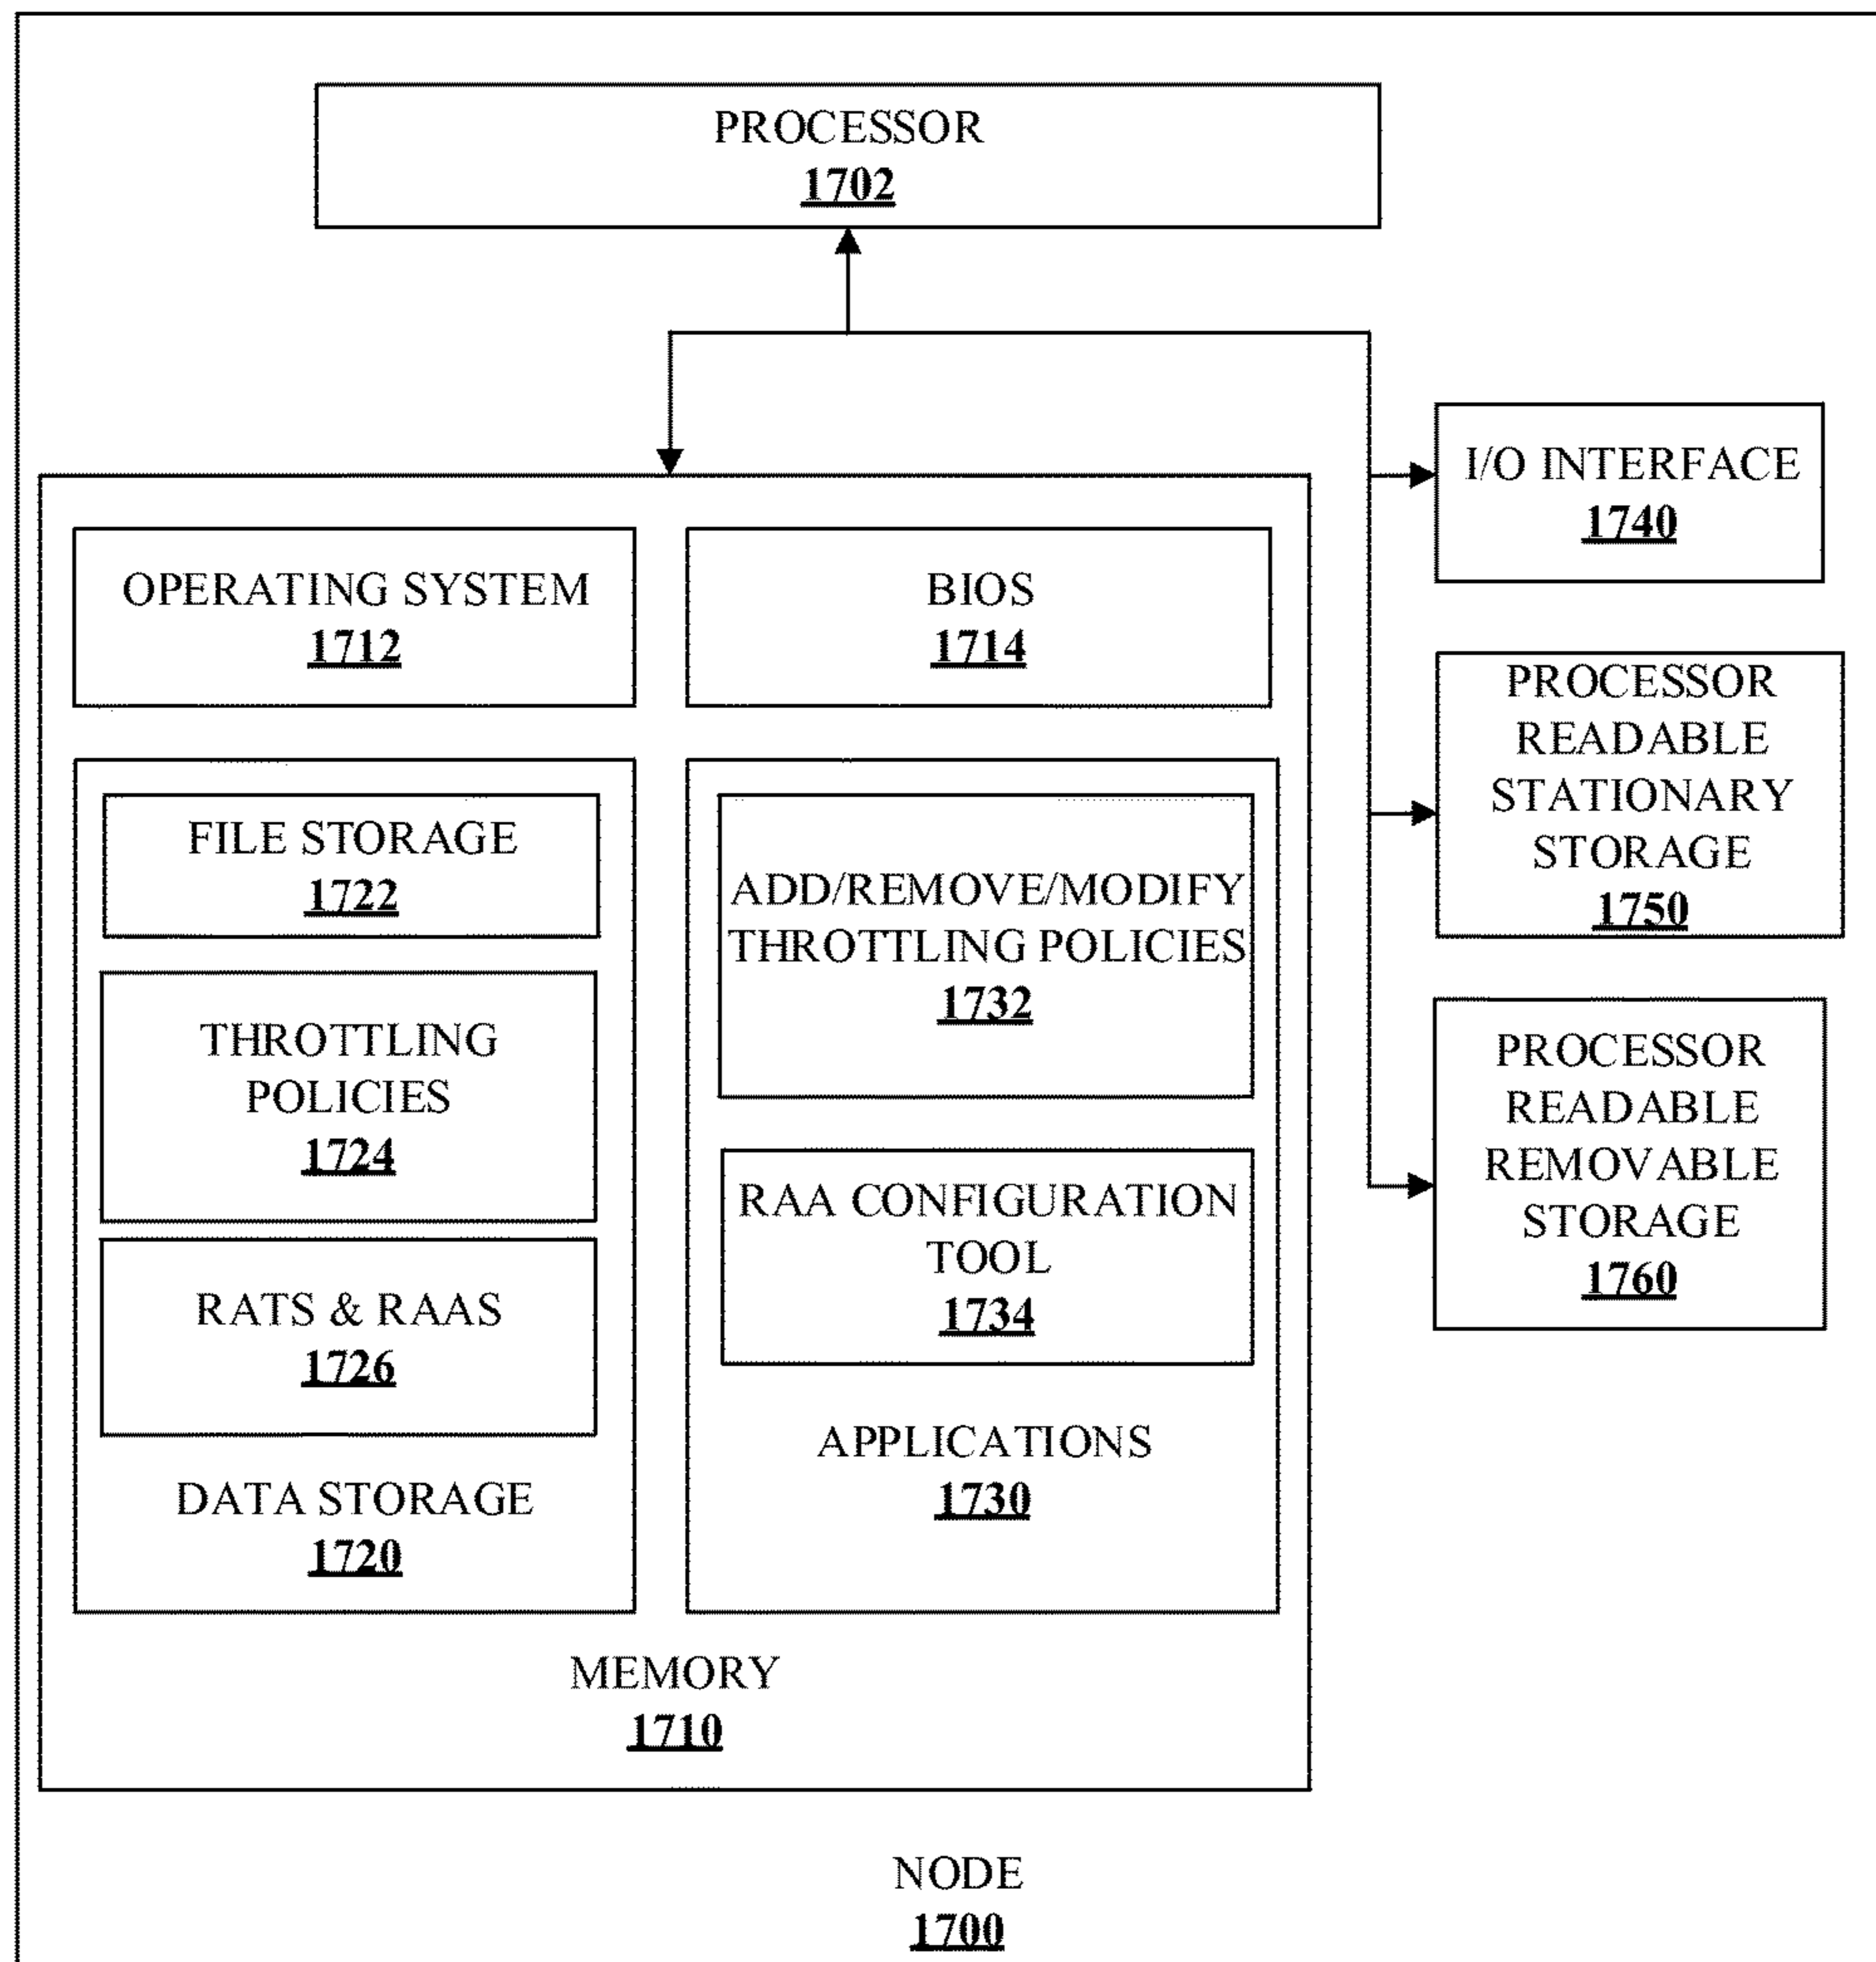 PROCESSOR
1702
I/O INTERFACE
1740
OPERATING SYSTEM
1712
BIOS
1714
PROCESSOR
READABLE
STATIONARY
STORAGE
1750
FILE STORAGE
1722
THROTTLING
POLICIES
1724
RATS & RAAS
1726
DATA STORAGE
1720
ADD/REMOVE/MODIFY
THROTTLING POLICIES
1732
RAA CONFIGURATION
TOOL
1734
APPLICATIONS
1730
PROCESSOR
READABLE
REMOVABLE
STORAGE
1760
MEMORY
1710
NODE
1700